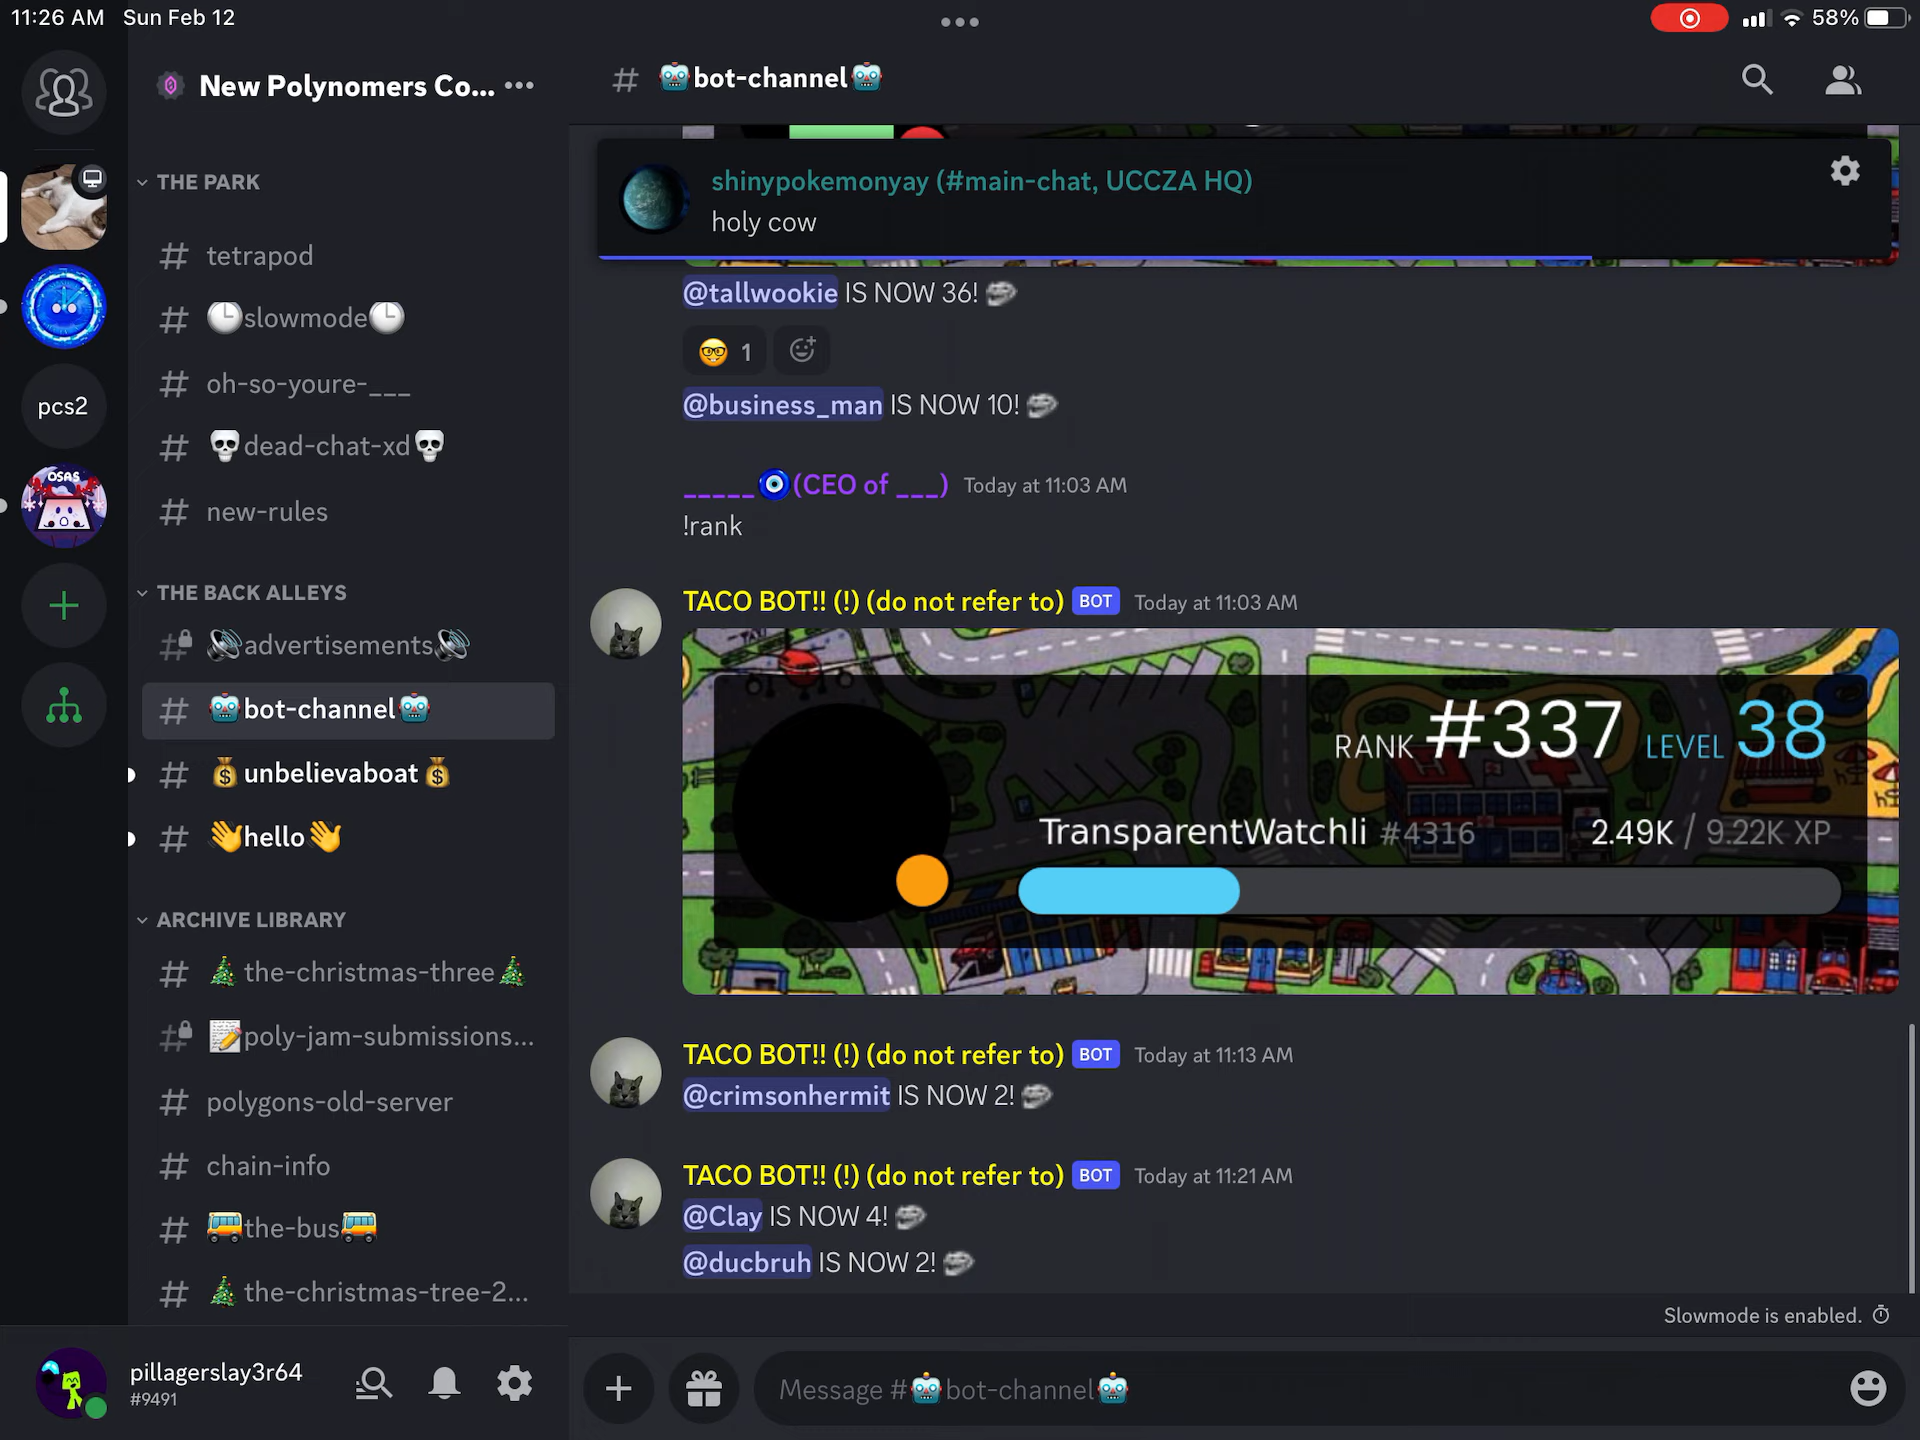 11:26 AM Sun Feb 12
58%
New Polynomers Co...
THE PARK
tetrapod
slowmode
oh-so-youre-___
dead-chat-xd
new-rules
THE BACK ALLEYS
advertisements
bot-channel
unbelievaboat
hello
ARCHIVE LIBRARY
the-christmas-three
poly-jam-submissions...
polygons-old-server
chain-info
the-bus
the-christmas-tree-2...
pcs2
OSAS
pillagerslay3r64
#9491
# bot-channel
shinypokemonyay (#main-chat, UCCZA HQ)
holy cow
@tallwookie IS NOW 36!
1
@business_man IS NOW 10!
_____ (CEO of ___) Today at 11:03 AM
!rank
TACO BOT!! (!) (do not refer to) BOT Today at 11:03 AM
RANK #337 LEVEL 38
TransparentWatchli #4316 2.49K / 9.22K XP
TACO BOT!! (!) (do not refer to) BOT Today at 11:13 AM
@crimsonhermit IS NOW 2!
TACO BOT!! (!) (do not refer to) BOT Today at 11:21 AM
@Clay IS NOW 4!
@ducbruh IS NOW 2!
Slowmode is enabled.
Message # bot-channel